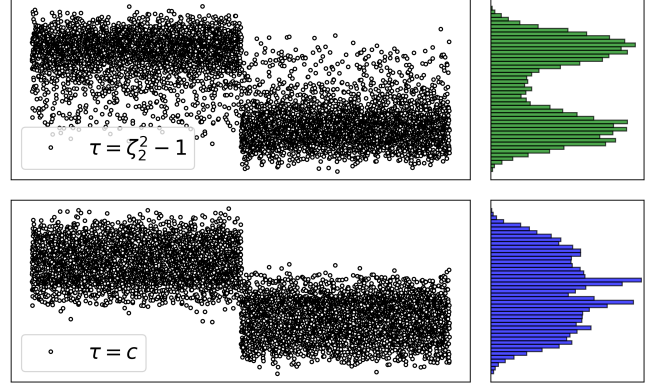 τ = ζ₂² − 1
τ = c